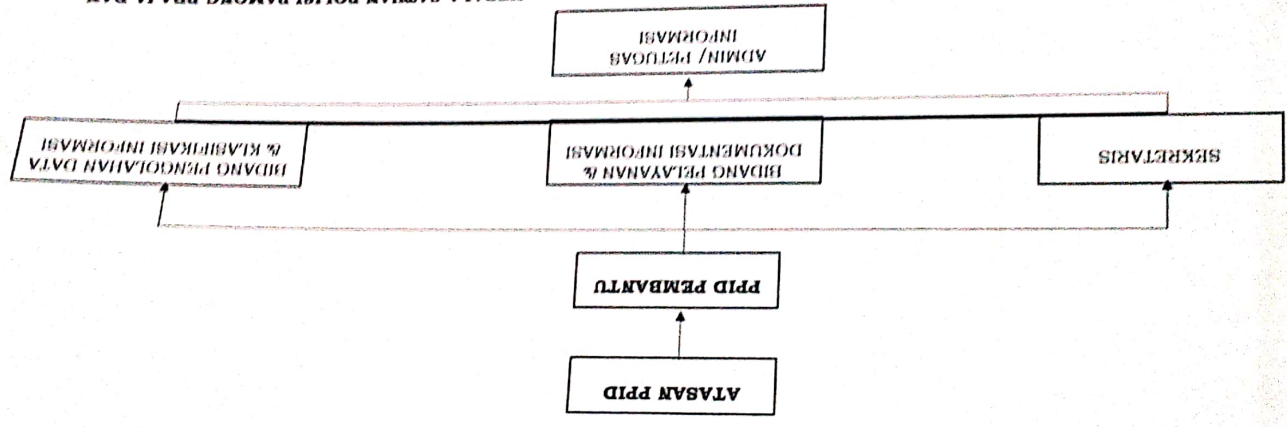 ATASAN PPID
PPID PEMBANTU
SEKRETARIS
BIDANG PELAYANAN &
DOKUMENTASI INFORMASI
BIDANG PENGOLAHAN DATA
& KLASIFIKASI INFORMASI
ADMIN/ PETUGAS
INFORMASI
KEPALA SATUAN POLISI PAMONG PRAJA DAN